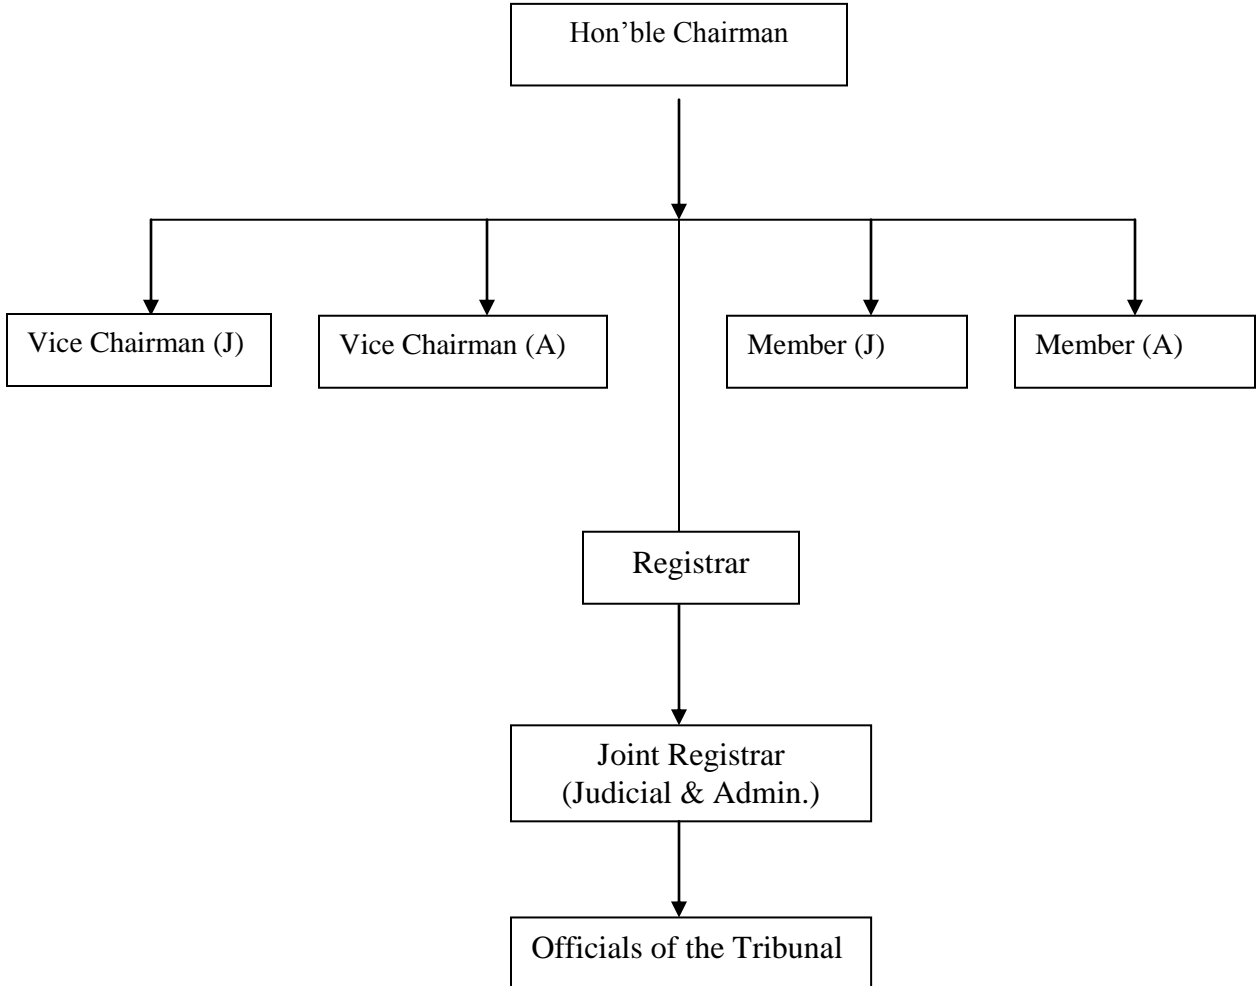 Hon’ble Chairman
Vice Chairman (J)
Vice Chairman (A)
Member (J)
Member (A)
Registrar
Joint Registrar
(Judicial & Admin.)
Officials of the Tribunal